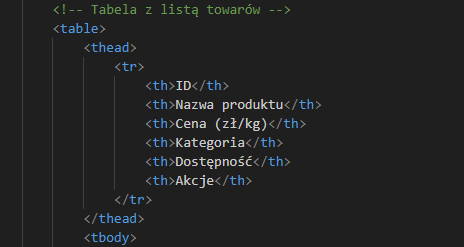 <!-- Tabela z listą towarów -->
<table>
<thead>
<tr>
<th>ID</th>
<th>Nazwa produktu</th>
<th>Cena (zł/kg)</th>
<th>Kategoria</th>
<th>Dostępność</th>
<th>Akcje</th>
</tr>
</thead>
<tbody>